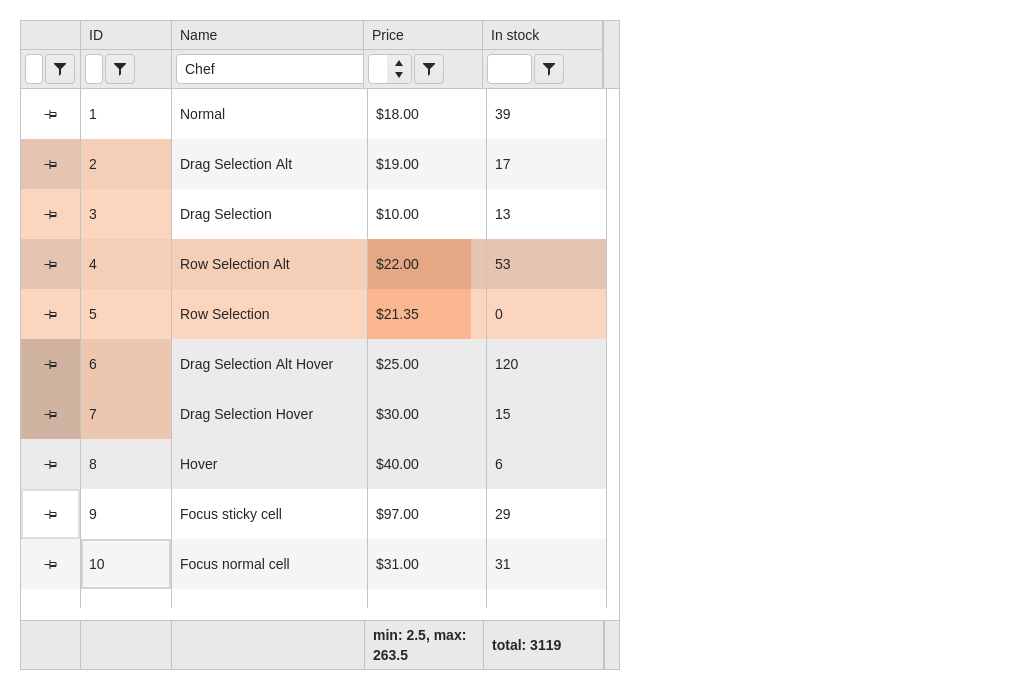 ID Name Price In stock
Chef
1 Normal $18.00 39
2 Drag Selection Alt $19.00 17
3 Drag Selection $10.00 13
4 Row Selection Alt $22.00 53
5 Row Selection $21.35 0
6 Drag Selection Alt Hover $25.00 120
7 Drag Selection Hover $30.00 15
8 Hover $40.00 6
9 Focus sticky cell $97.00 29
10 Focus normal cell $31.00 31
min: 2.5, max:
263.5
total: 3119